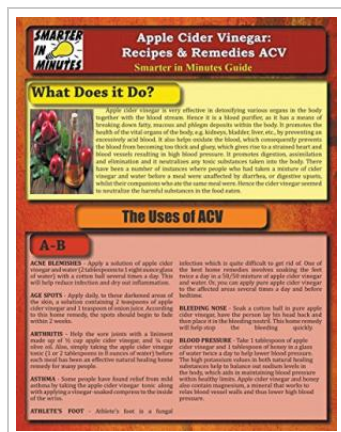 SMARTER
IN
MINUTES
Apple Cider Vinegar:
Recipes & Remedies ACV
Smarter in Minutes Guide
What Does it Do?
Apple cider vinegar is very effective in detoxifying various organs in the body
together with the blood stream. Hence it is a blood purifier, as it has a means of
breaking down fatty, mucous and phlegm deposits within the body. It promotes the
health of the vital organs of the body, e.g. kidneys, bladder, liver, etc., by preventing an
excessively acid blood. It also helps oxidate the blood, which consequently prevents
the blood from becoming too thick and gluey, which gives rise to a strained heart and
blood vessels resulting in high blood pressure. It promotes digestion, assimilation
and elimination and it neutralizes any toxic substances taken into the body. There
have been a number of instances where people who had taken a mixture of cider
vinegar and water before a meal were unaffected by diarrhea, or digestive upsets,
whilst their companions who ate the same meal were. Hence the cider vinegar seemed
to neutralize the harmful substances in the food eaten.
The Uses of ACV
A-B
ACNE BLEMISHES - Apply a solution of apple cider
vinegar and water (2 tablespoons to 1 eight ounce glass
of water) with a cotton ball several times a day. This
will help reduce infection and dry out inflammation.
AGE SPOTS - Apply daily, to those darkened areas of
the skin, a solution containing 2 teaspoons of apple
cider vinegar and 1 teaspoon of onion juice. According
to this home remedy, the spots should begin to fade
within 2 weeks.
ARTHRITIS - Help the sore joints with a liniment
made up of ½ cup apple cider vinegar, and ¼ cup
olive oil. Also, simply taking the apple cider vinegar
tonic (1 or 2 tablespoons to 8 ounces of water) before
each meal has been an effective natural healing home
remedy for many people.
ASTHMA - Some people have found relief from mild
asthma by taking the apple cider vinegar tonic along
with applying a vinegar-soaked compress to the inside
of the wrists.
ATHLETE'S FOOT - Athlete's foot is a fungal
infection which is quite difficult to get rid of. One of
the best home remedies involves soaking the feet
twice a day in a 50/50 mixture of apple cider vinegar
and water. Or, you can apply pure apple cider vinegar
to the affected areas several times a day and before
bedtime.
BLEEDING NOSE - Soak a cotton ball in pure apple
cider vinegar, have the person lay his head back and
then place it in the bleeding nostril. This home remedy
will help stop the bleeding quickly.
BLOOD PRESSURE - Take 1 tablespoon of apple
cider vinegar and 1 tablespoon of honey in a glass
of water twice a day to help lower blood pressure.
The high potassium values in both natural healing
substances help to balance out sodium levels in
the body, which aids in maintaining blood pressure
within healthy limits. Apple cider vinegar and honey
also contain magnesium, a mineral that works to
relax blood vessel walls and thus lower high blood
pressure.